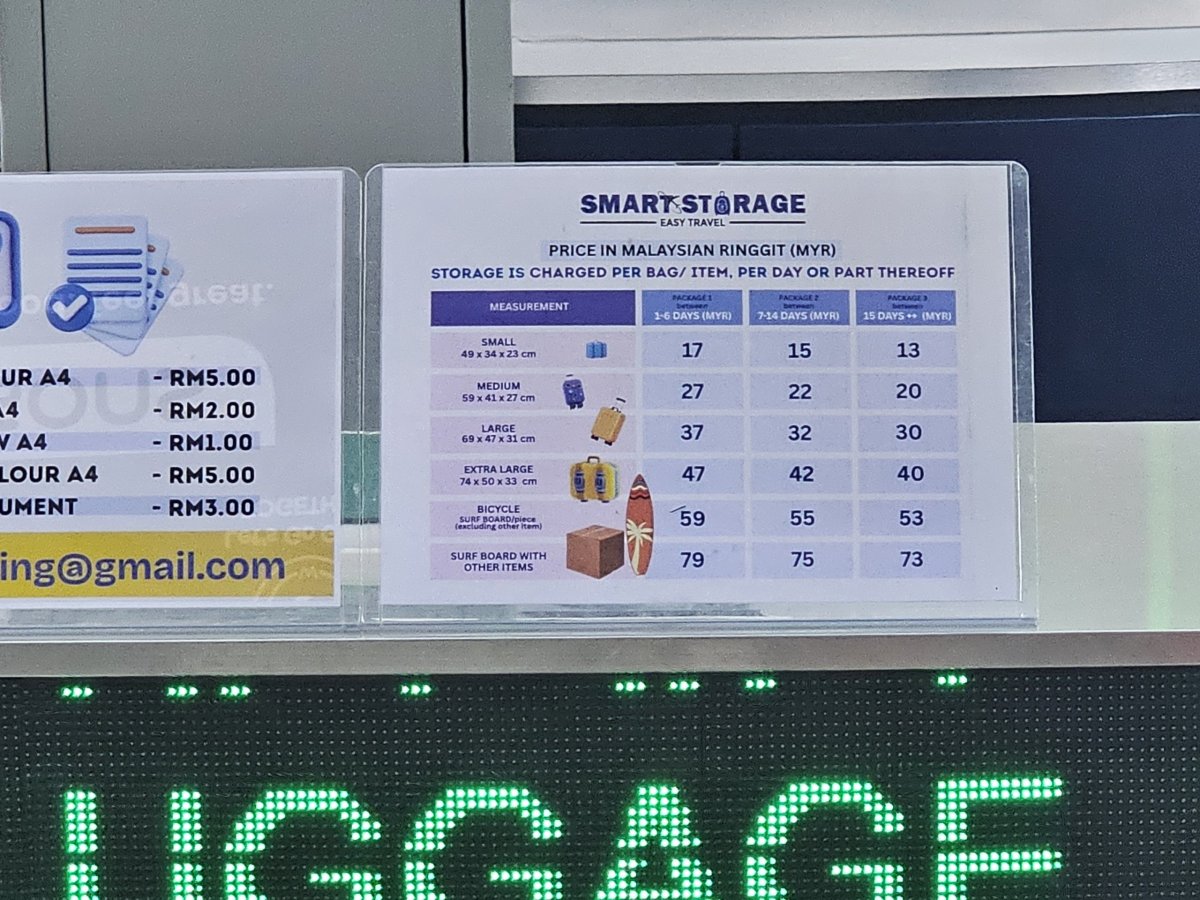 UR A4 - RM5.00
A4 - RM2.00
W A4 - RM1.00
LOUR A4 - RM5.00
UMENT - RM3.00
ing@gmail.com
SMART STORAGE
EASY TRAVEL
PRICE IN MALAYSIAN RINGGIT (MYR)
STORAGE IS CHARGED PER BAG/ ITEM, PER DAY OR PART THEREOFF
MEASUREMENT
PACKAGE 1
between
1-6 DAYS (MYR)
PACKAGE 2
between
7-14 DAYS (MYR)
PACKAGE 3
between
15 DAYS ++ (MYR)
SMALL
49 x 34 x 23 cm
17 15 13
MEDIUM
59 x 41 x 27 cm
27 22 20
LARGE
69 x 47 x 31 cm
37 32 30
EXTRA LARGE
74 x 50 x 33 cm
47 42 40
BICYCLE
SURF BOARD/piece
(excluding other item)
59 55 53
SURF BOARD WITH
OTHER ITEMS
79 75 73
UGGAGE